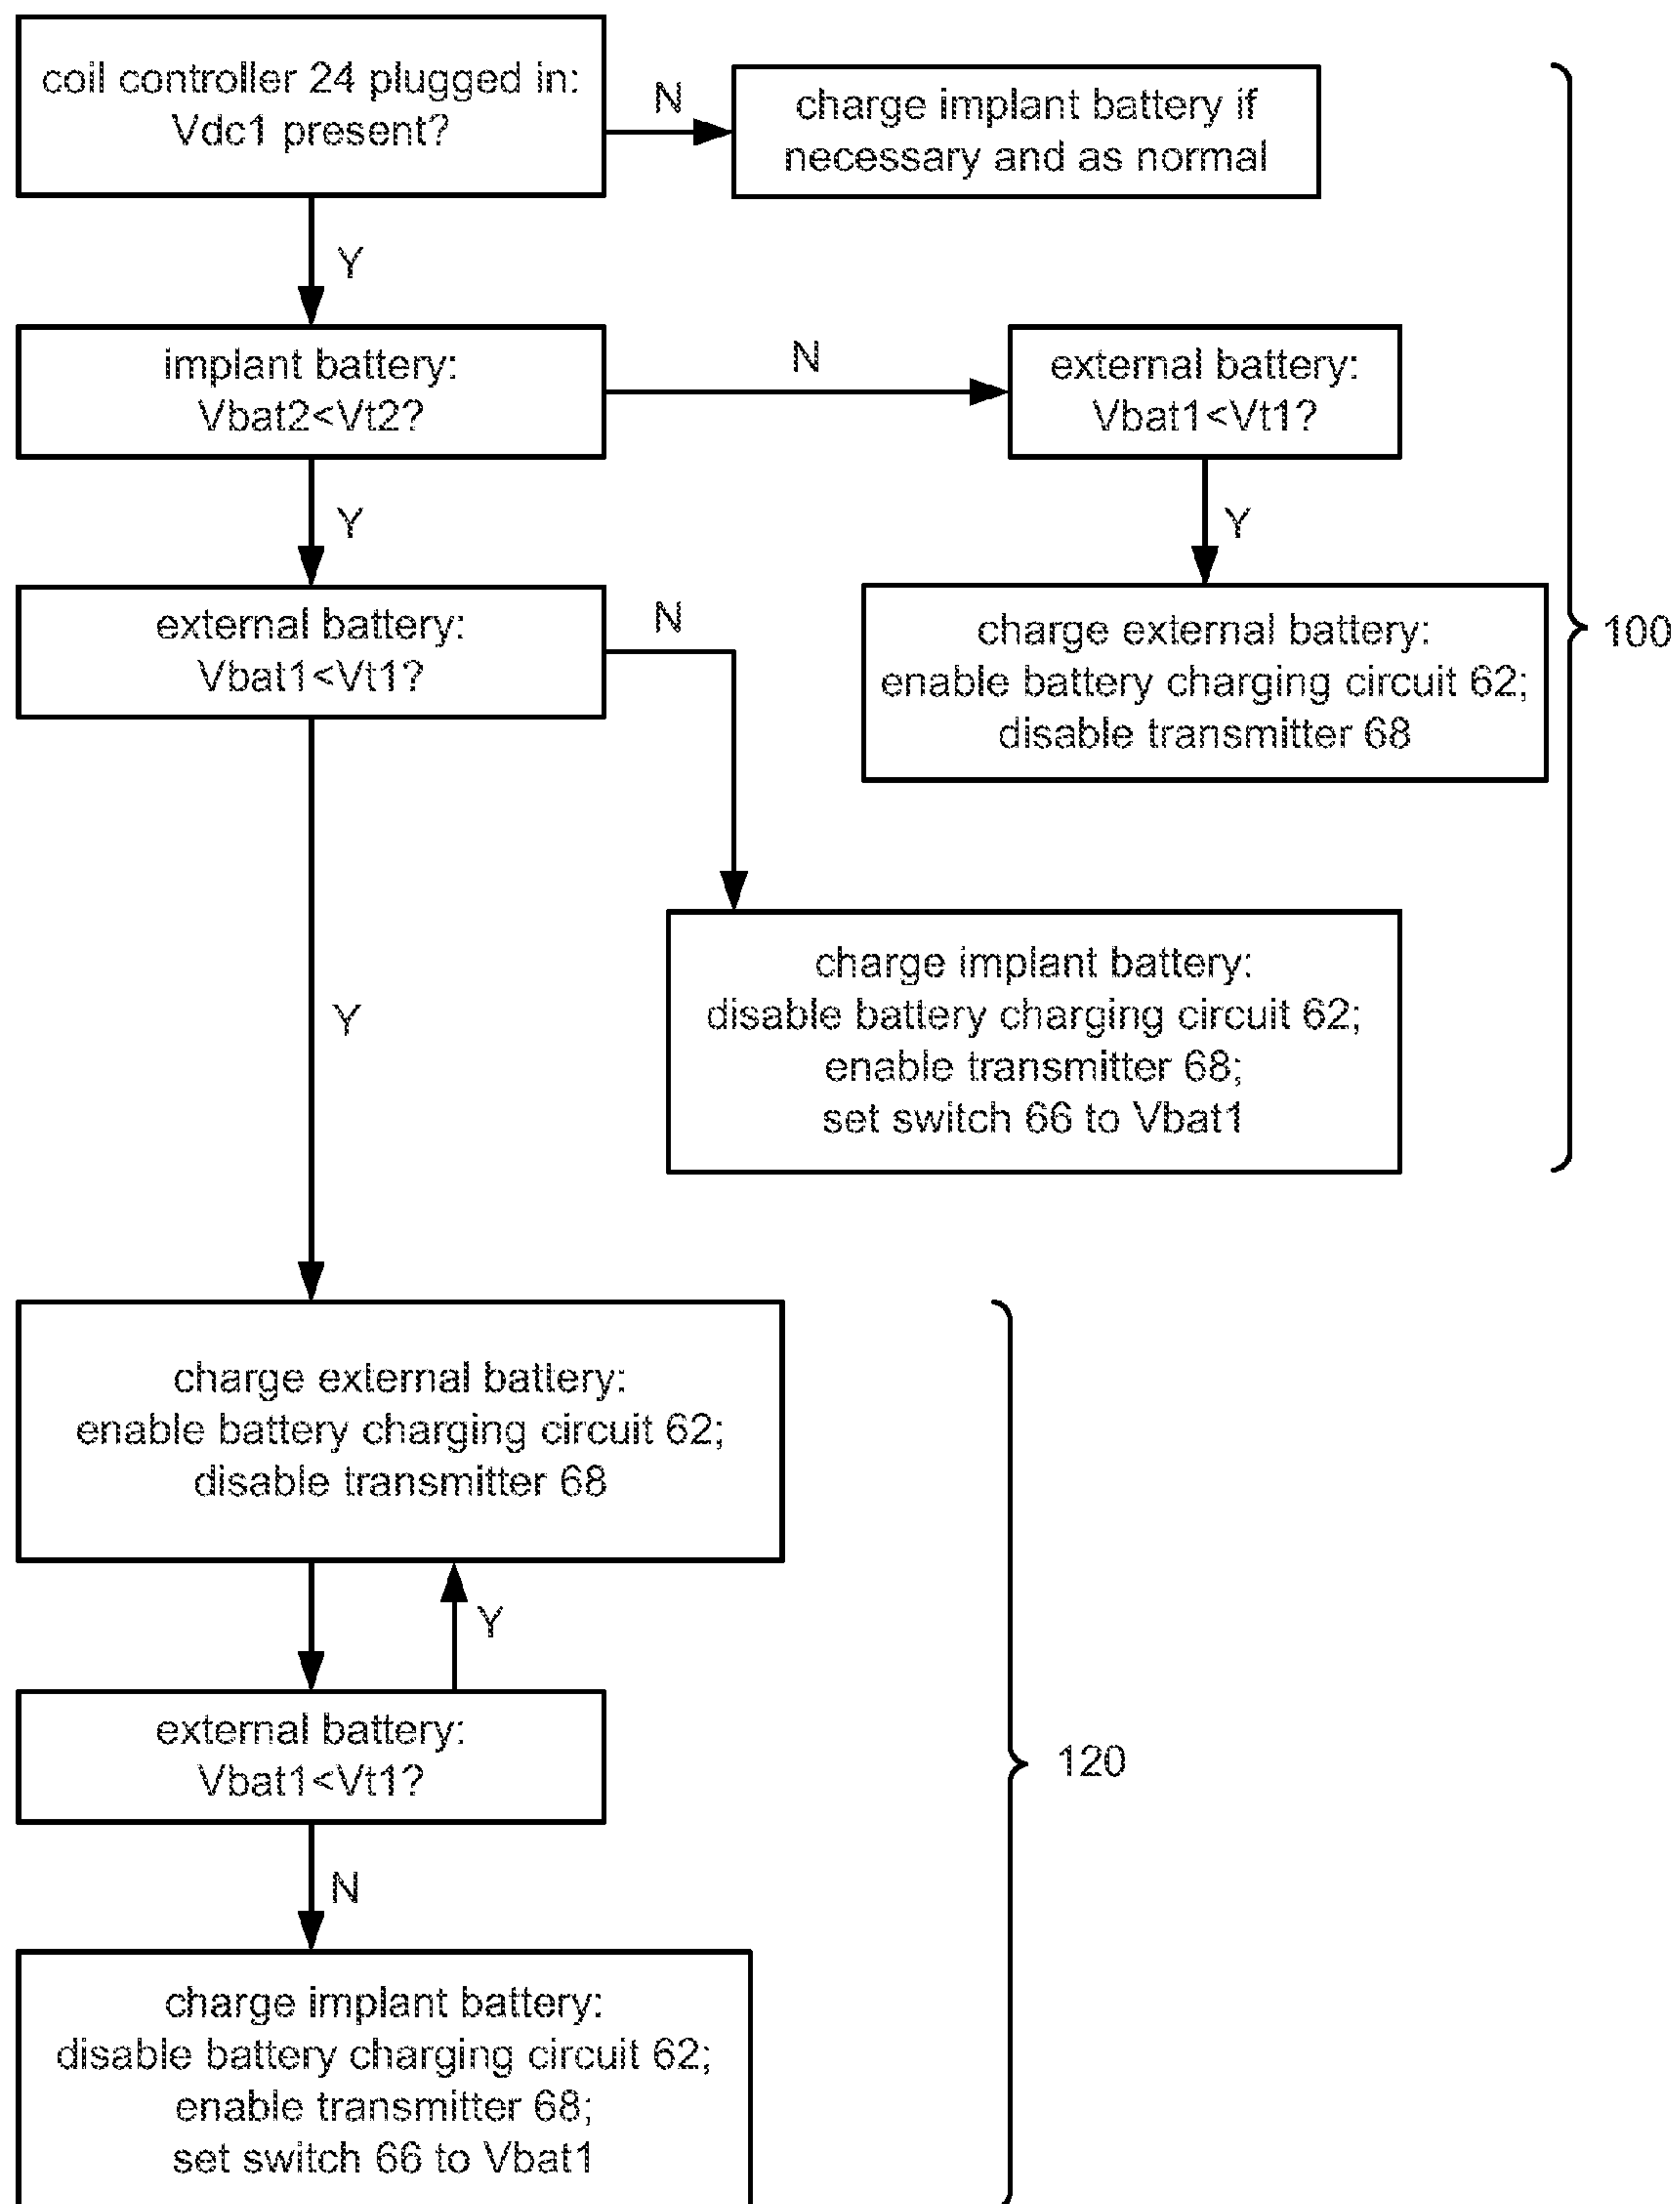 coil controller 24 plugged in:
Vdc1 present?
N
charge implant battery if
necessary and as normal
Y
implant battery:
Vbat2<Vt2?
N
external battery:
Vbat1<Vt1?
Y
Y
external battery:
Vbat1<Vt1?
N
charge external battery:
enable battery charging circuit 62;
disable transmitter 68
100
charge implant battery:
disable battery charging circuit 62;
enable transmitter 68;
set switch 66 to Vbat1
Y
charge external battery:
enable battery charging circuit 62;
disable transmitter 68
Y
external battery:
Vbat1<Vt1?
120
N
charge implant battery:
disable battery charging circuit 62;
enable transmitter 68;
set switch 66 to Vbat1